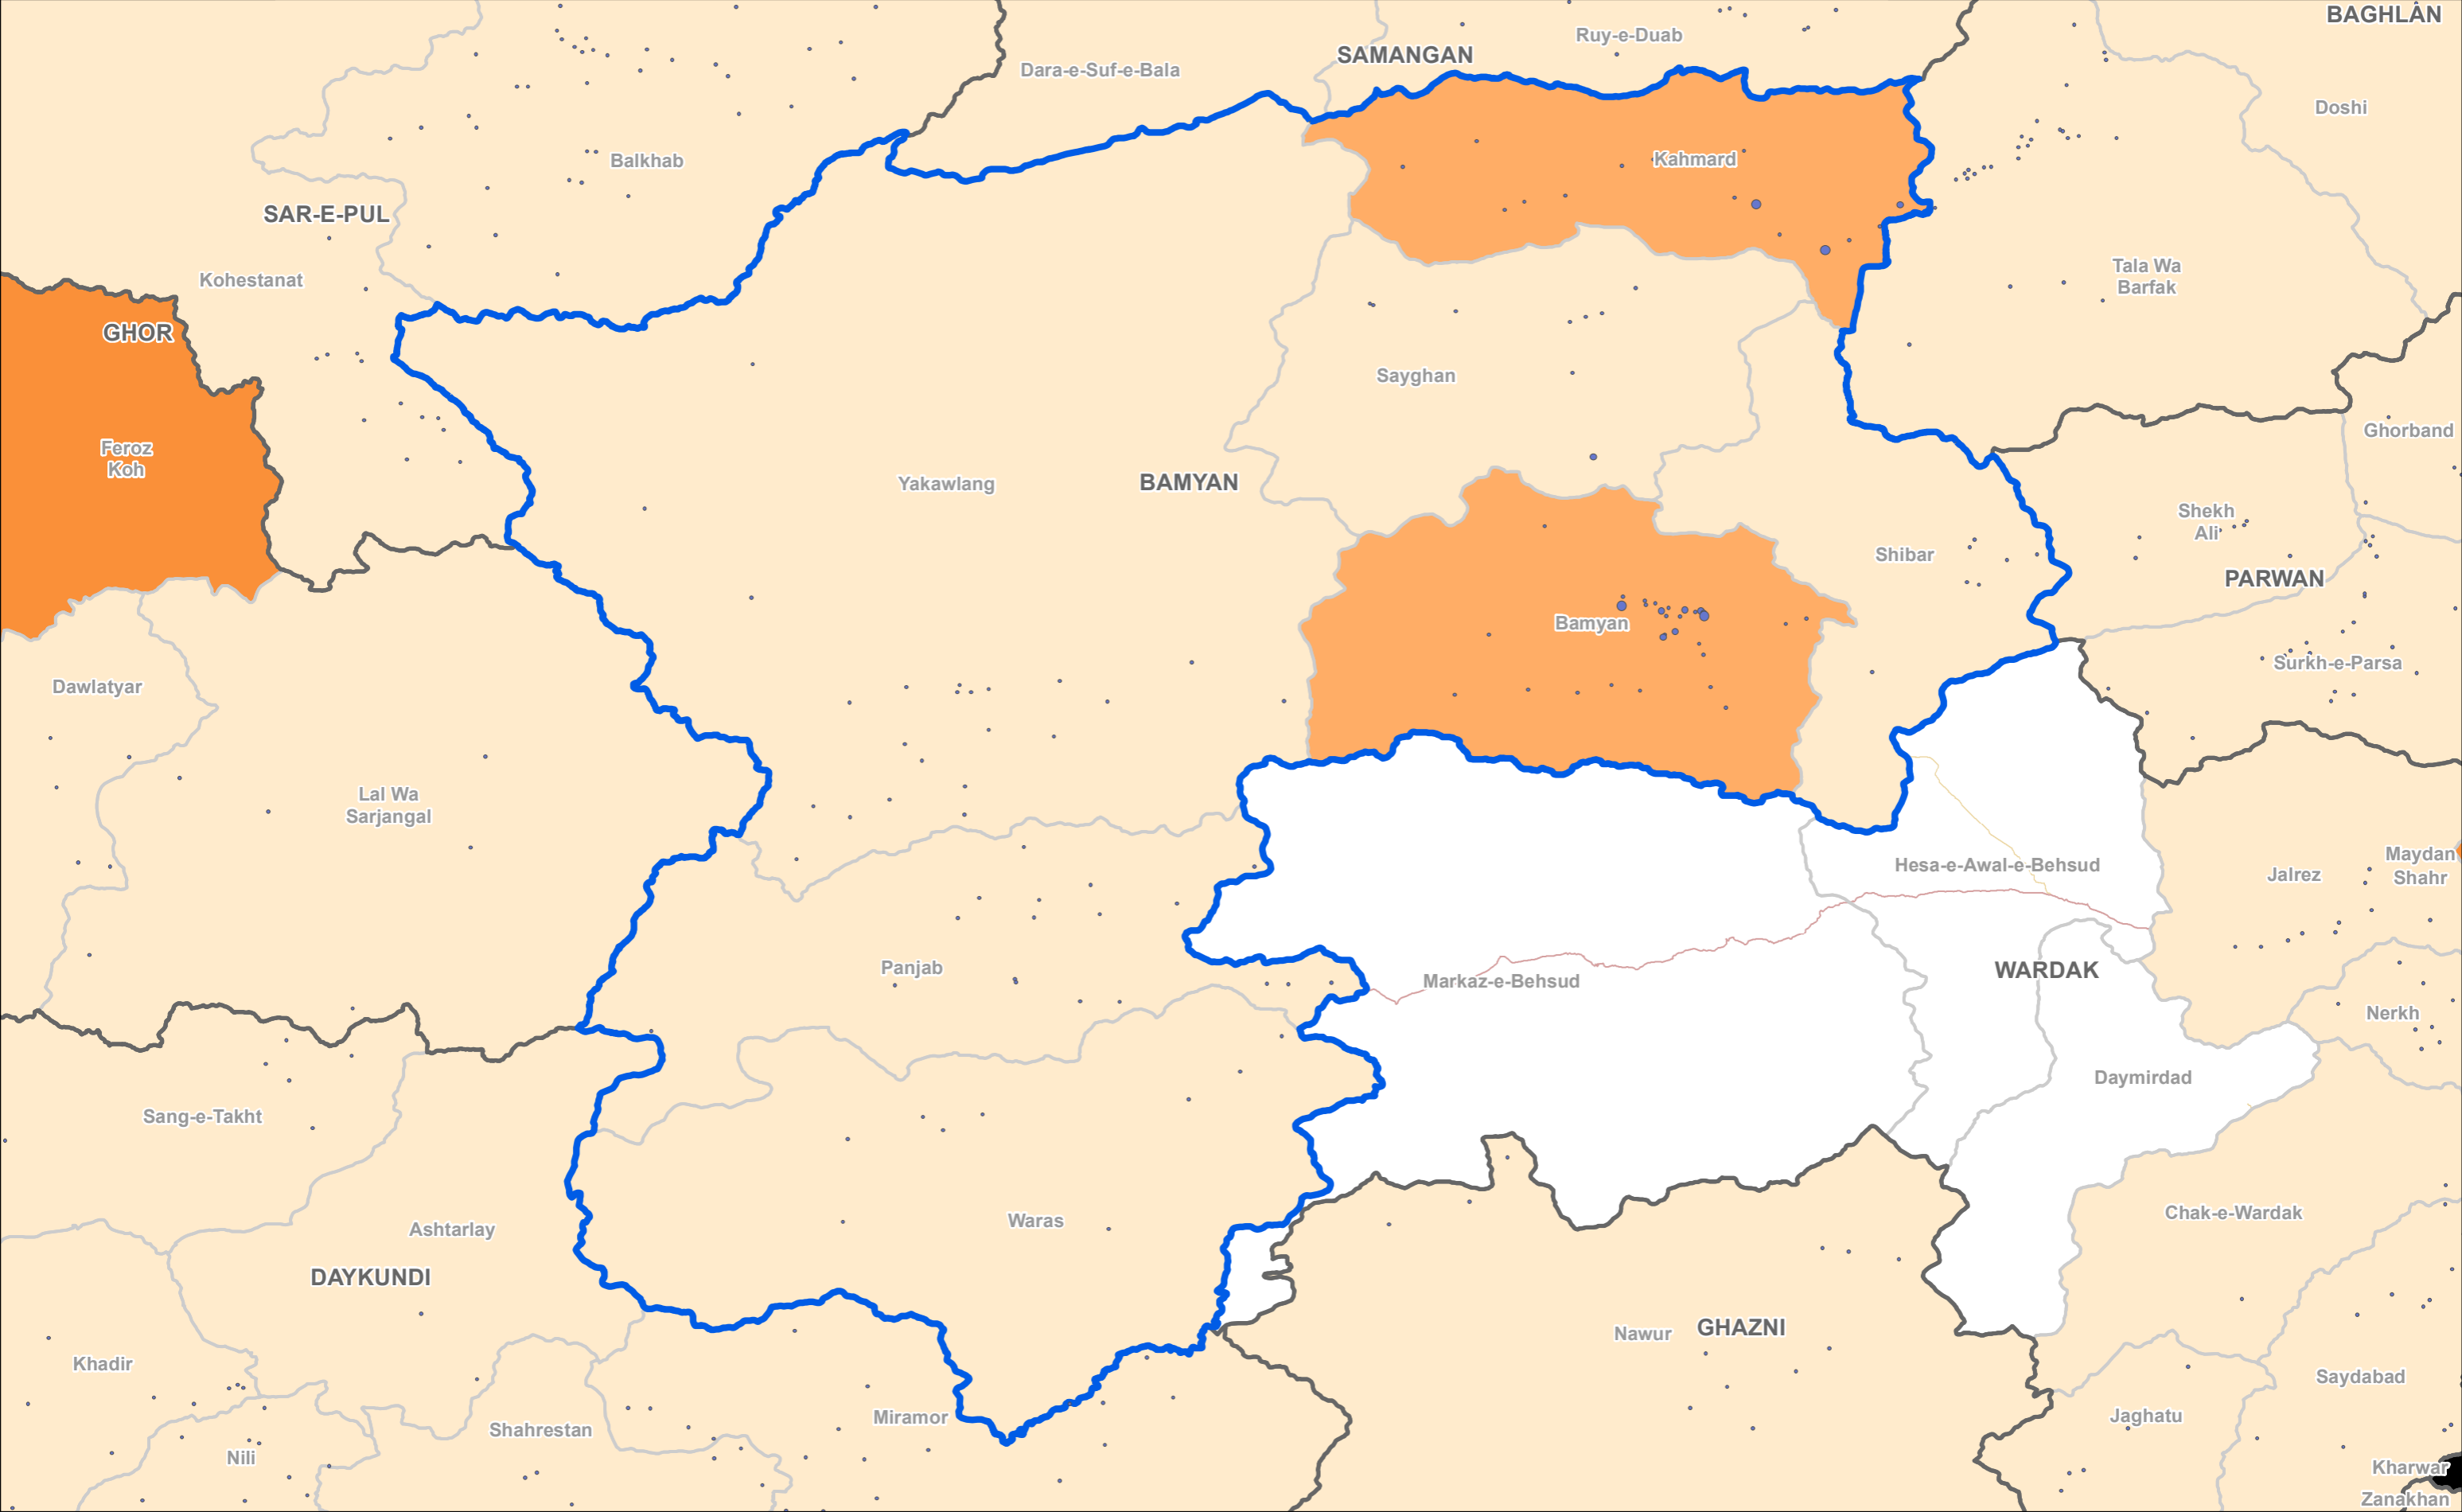 BAGHLAN
Ruy-e-Duab
SAMANGAN
Dara-e-Suf-e-Bala
Doshi
Kahmard
Balkhab
SAR-E-PUL
Kohestanat
Tala Wa
Barfak
GHOR
Sayghan
Ghorband
Feroz
Koh
Yakawlang
BAMYAN
Shekh
Ali
Shibar
PARWAN
Bamyan
Surkh-e-Parsa
Dawlatyar
Lal Wa
Sarjangal
Hesa-e-Awal-e-Behsud
Jalrez
Maydan
Shahr
Panjab
Markaz-e-Behsud
WARDAK
Nerkh
Daymirdad
Sang-e-Takht
Chak-e-Wardak
Waras
Ashtarlay
DAYKUNDI
Nawur
GHAZNI
Khadir
Saydabad
Miramor
Jaghatu
Shahrestan
Nili
Kharwar
Zanakhan